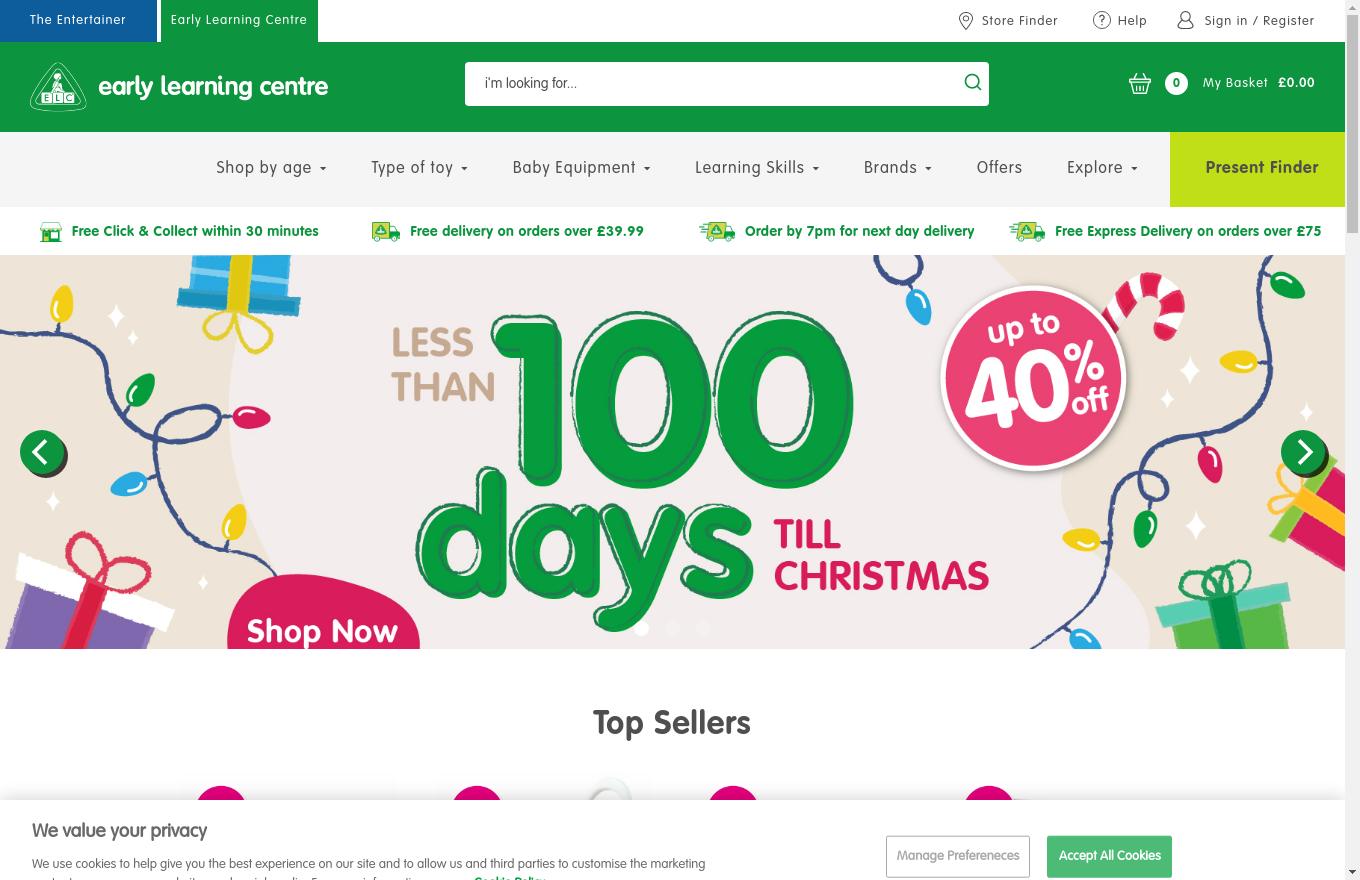 The Entertainer
Early Learning Centre
Store Finder
Help
Sign in / Register
ELC
early learning centre
i'm looking for...
0
My Basket £0.00
Shop by age
Type of toy
Baby Equipment
Learning Skills
Brands
Offers
Explore
Present Finder
Free Click & Collect within 30 minutes
Free delivery on orders over £39.99
Order by 7pm for next day delivery
Free Express Delivery on orders over £75
LESS
THAN
100
days
TILL
CHRISTMAS
up to
40%
off
Shop Now
Top Sellers
We value your privacy
We use cookies to help give you the best experience on our site and to allow us and third parties to customise the marketing
Manage Prefereneces
Accept All Cookies